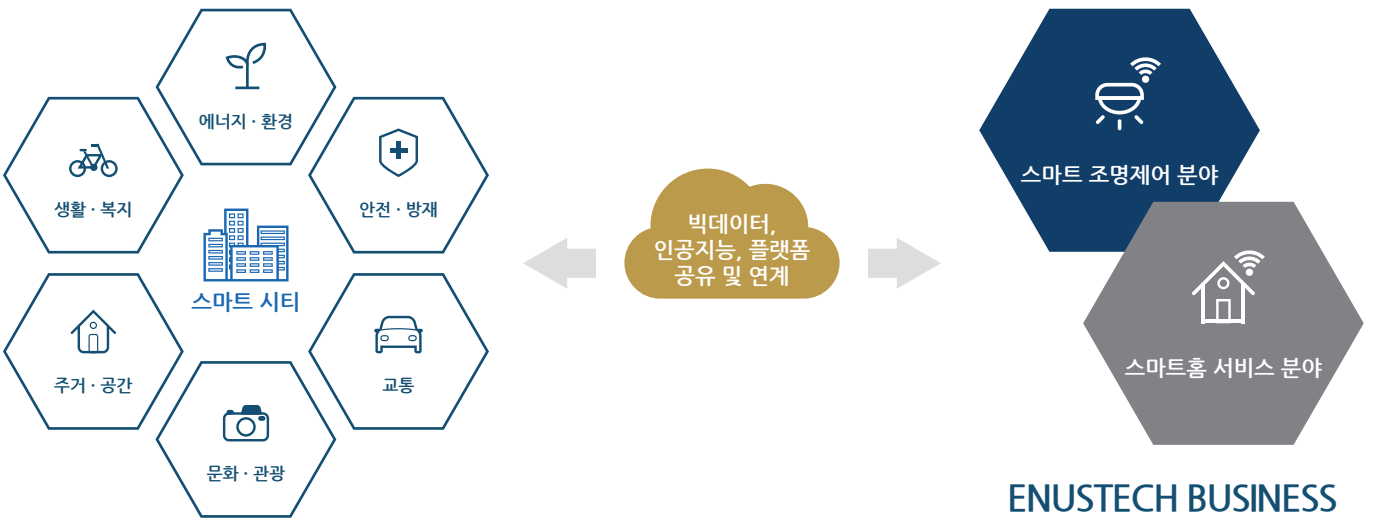 에너지 · 환경
생활 · 복지
안전 · 방재
스마트 시티
주거 · 공간
교통
문화 · 관광
빅데이터,
인공지능, 플랫폼
공유 및 연계
스마트 조명제어 분야
스마트홈 서비스 분야
ENUSTECH BUSINESS